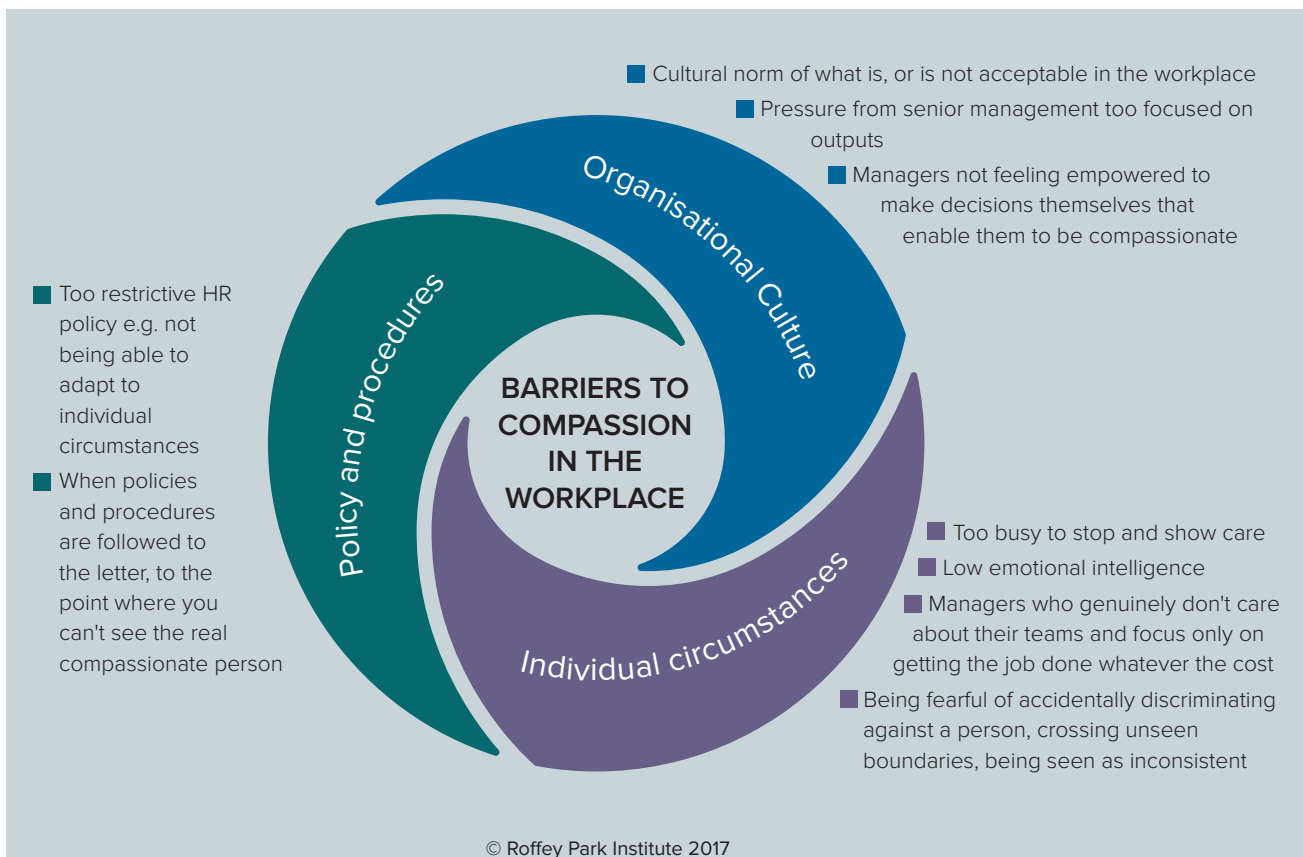 Cultural norm of what is, or is not acceptable in the workplace
Pressure from senior management too focused on
outputs
Managers not feeling empowered to
make decisions themselves that
enable them to be compassionate
Organisational Culture
Too restrictive HR
policy e.g. not
being able to
adapt to
individual
circumstances
When policies
and procedures
are followed to
the letter, to the
point where you
can't see the real
compassionate person
Policy and procedures
BARRIERS TO
COMPASSION
IN THE
WORKPLACE
Individual circumstances
Too busy to stop and show care
Low emotional intelligence
Managers who genuinely don't care
about their teams and focus only on
getting the job done whatever the cost
Being fearful of accidentally discriminating
against a person, crossing unseen
boundaries, being seen as inconsistent
© Roffey Park Institute 2017